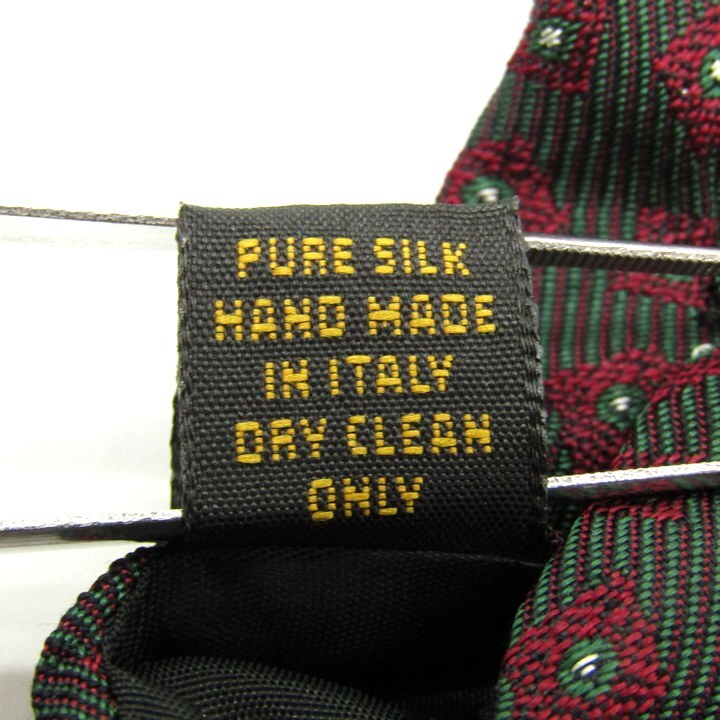 PURE SILK
HAND MADE
IN ITALY
DRY CLEAN
ONLY